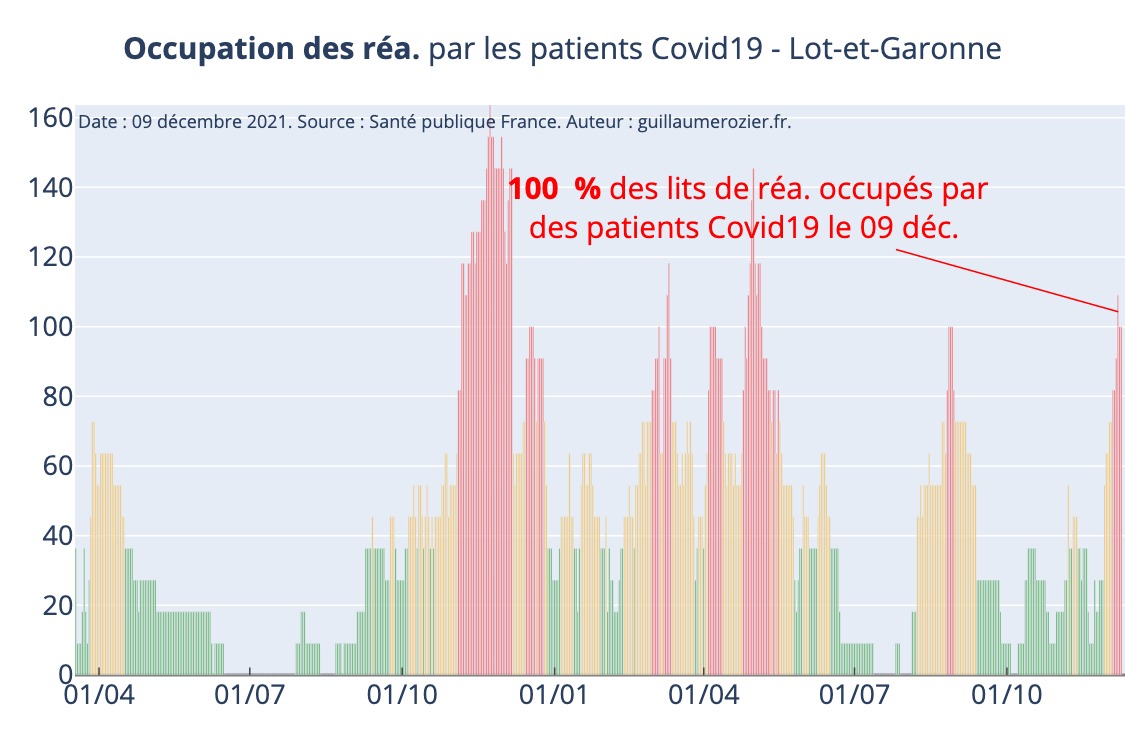 Occupation des réa. par les patients Covid19 - Lot-et-Garonne
160
Date : 09 décembre 2021. Source : Santé publique France. Auteur : guillaumerozier.fr.
140
100  % des lits de réa. occupés par
des patients Covid19 le 09 déc.
120
100
80
60
40
20
0
01/04 01/07 01/10 01/01 01/04 01/07 01/10